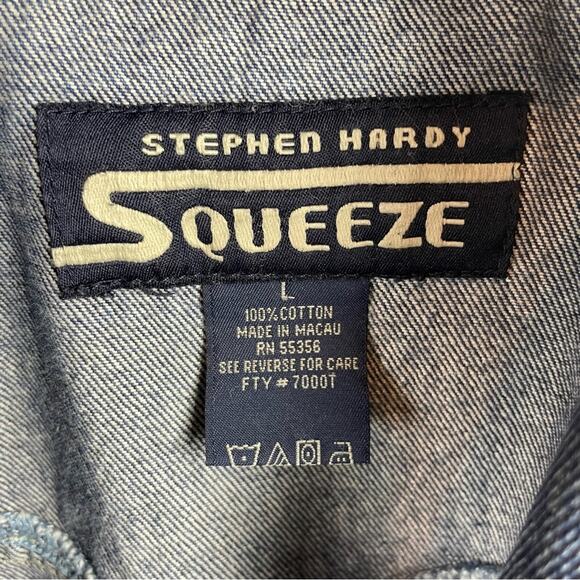 STEPHEN HARDY
SQUEEZE
L
100% COTTON
MADE IN MACAU
RN 55356
SEE REVERSE FOR CARE
FTY # 7000T